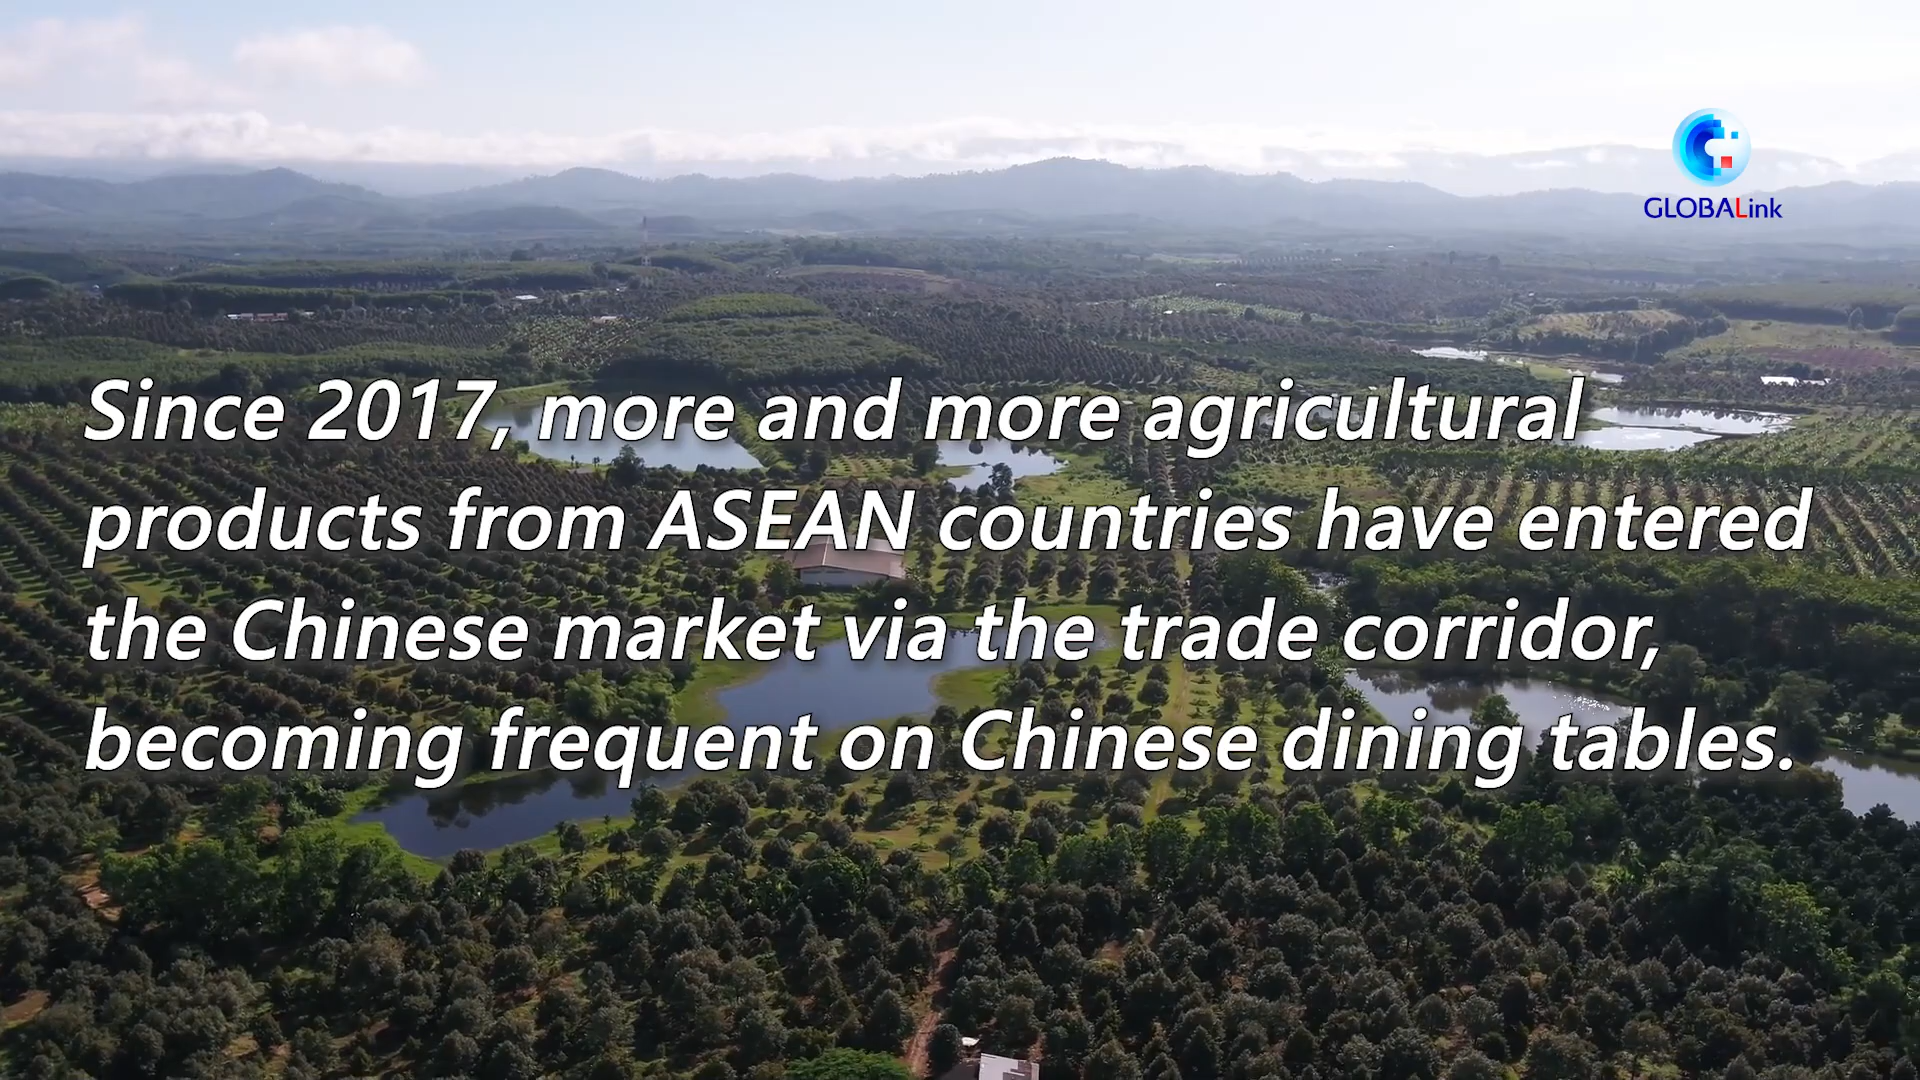 GLOBALink
Since 2017, more and more agricultural
products from ASEAN countries have entered
the Chinese market via the trade corridor,
becoming frequent on Chinese dining tables.